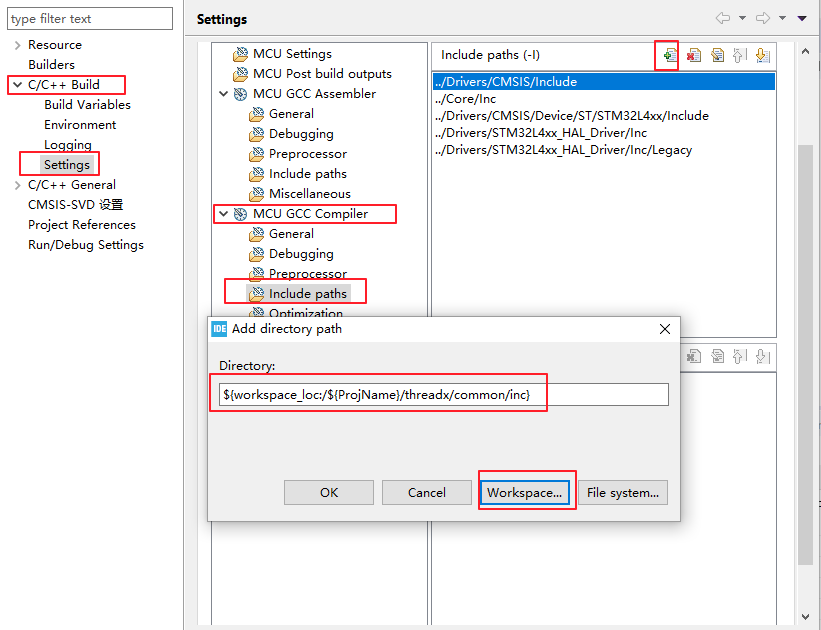 type filter text
Resource
Builders
C/C++ Build
Build Variables
Environment
Logging
Settings
C/C++ General
CMSIS-SVD 设置
Project References
Run/Debug Settings
Settings
MCU Settings
MCU Post build outputs
MCU GCC Assembler
General
Debugging
Preprocessor
Include paths
Miscellaneous
MCU GCC Compiler
General
Debugging
Preprocessor
Include paths
Optimization
Include paths (-I)
../Drivers/CMSIS/Include
../Core/Inc
../Drivers/CMSIS/Device/ST/STM32L4xx/Include
../Drivers/STM32L4xx_HAL_Driver/Inc
../Drivers/STM32L4xx_HAL_Driver/Inc/Legacy
IDE Add directory path
Directory:
${workspace_loc:/${ProjName}/threadx/common/inc}
OK Cancel Workspace... File system...